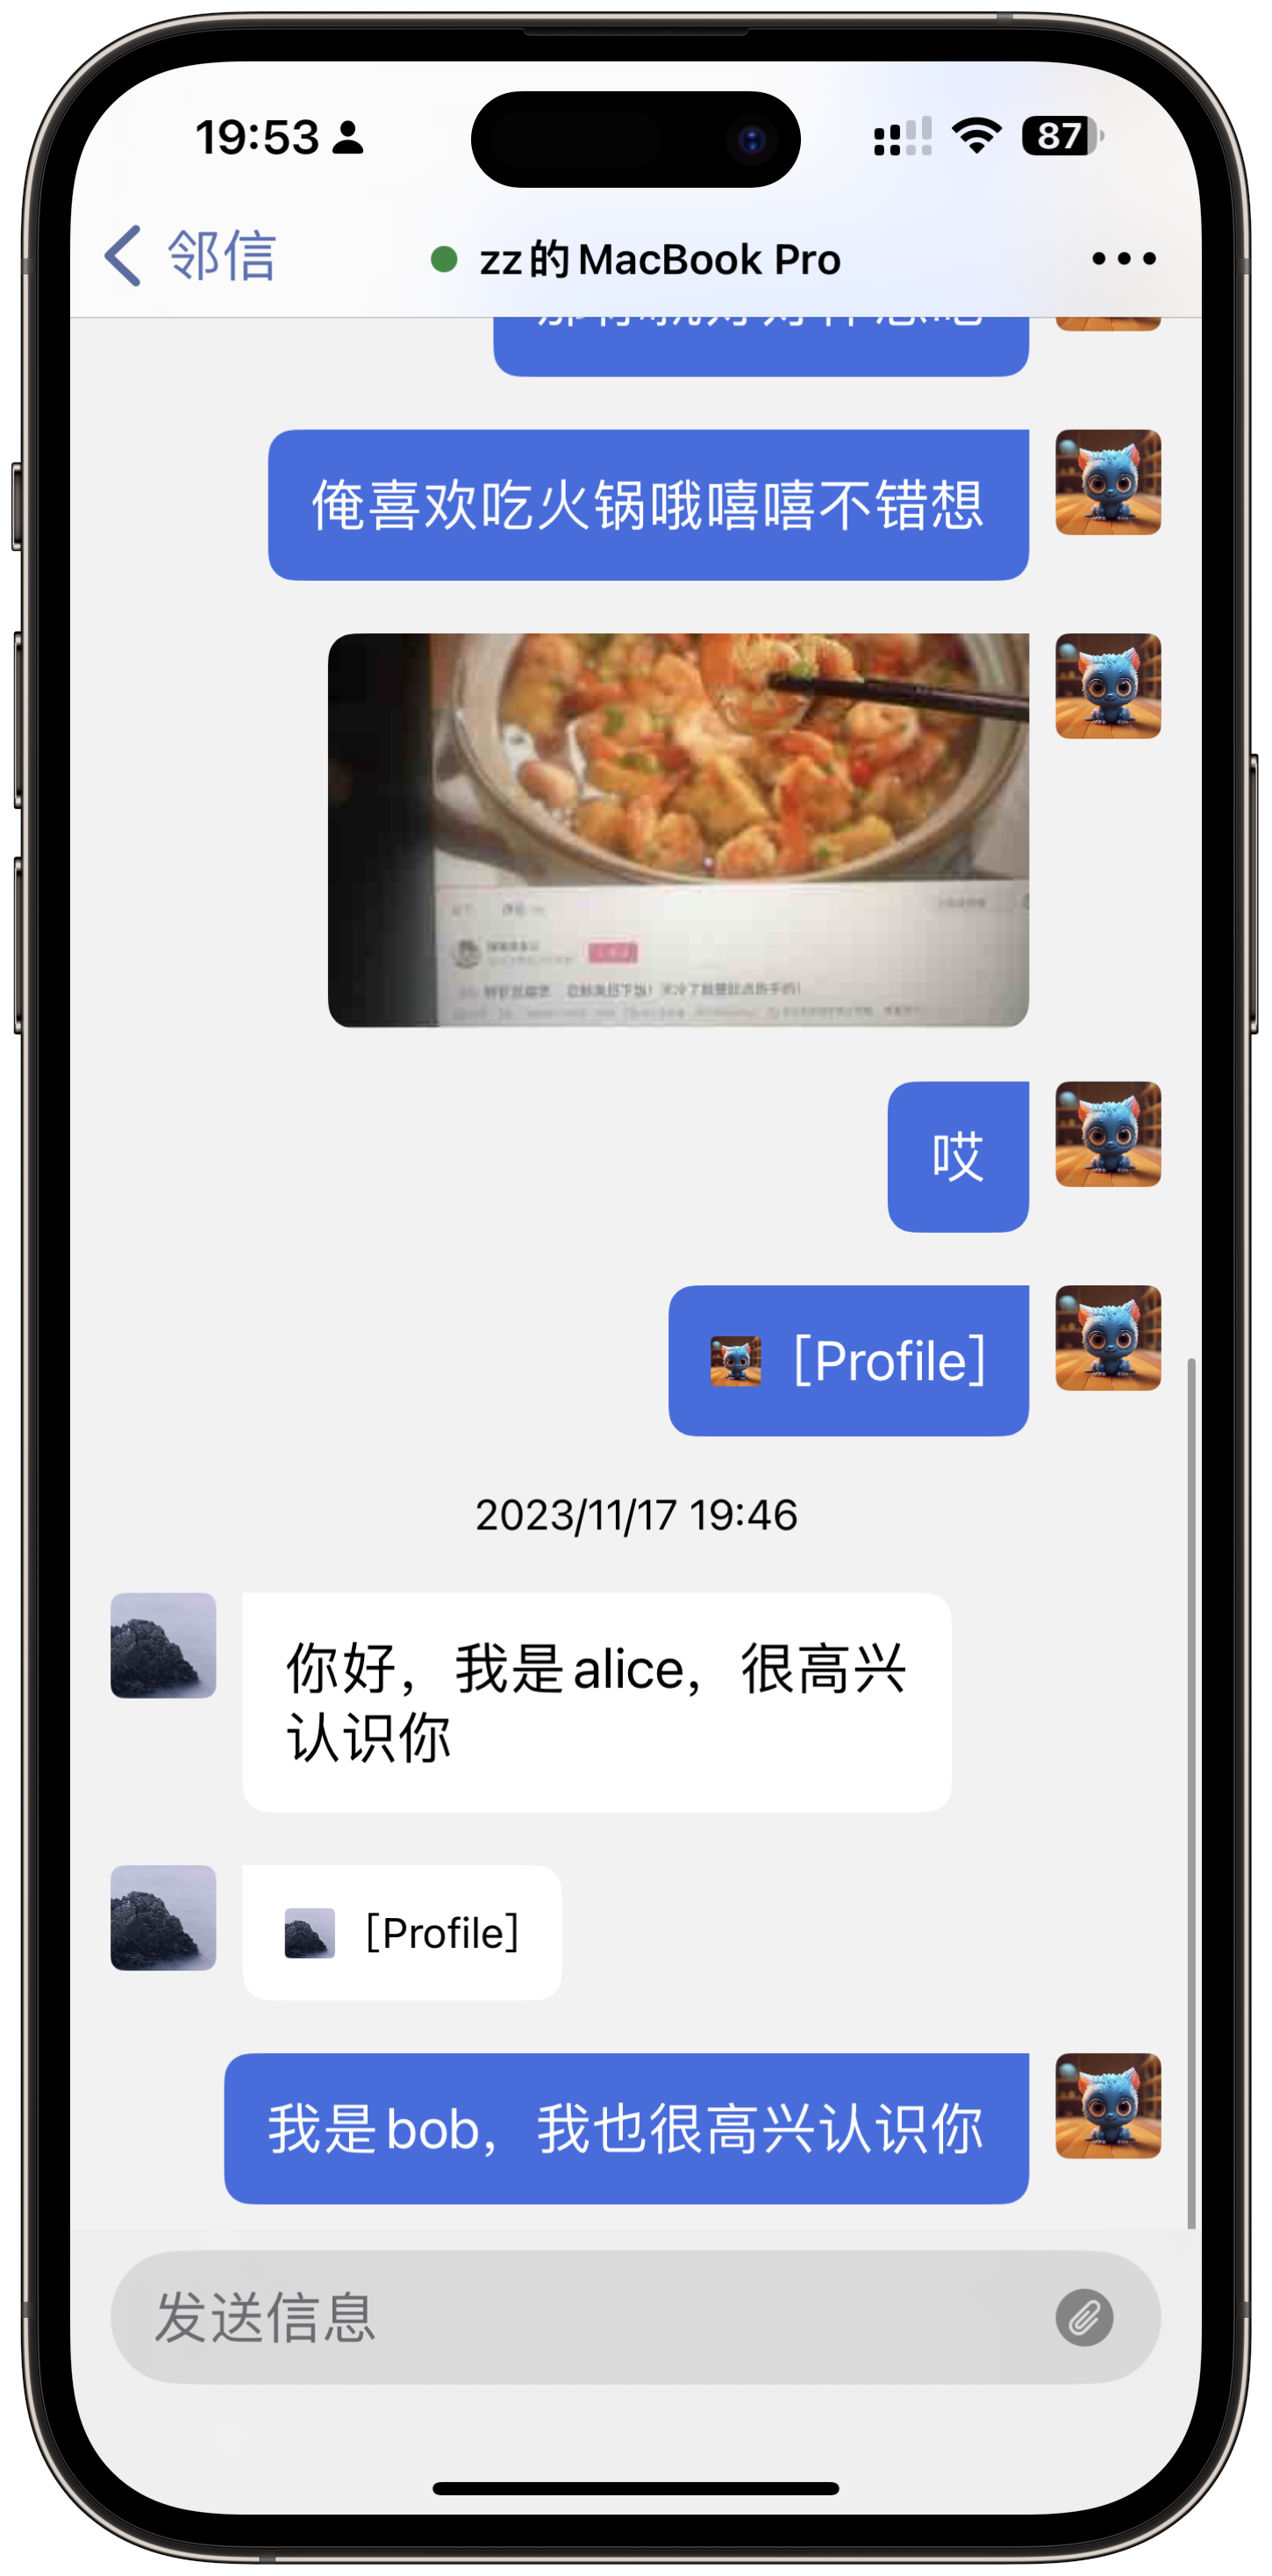 19:53
87
邻信
zz的MacBook Pro
俺喜欢吃火锅哦嘻嘻不错想
哎
[Profile]
2023/11/17 19:46
你好，我是alice，很高兴
认识你
[Profile]
我是bob，我也很高兴认识你
发送信息